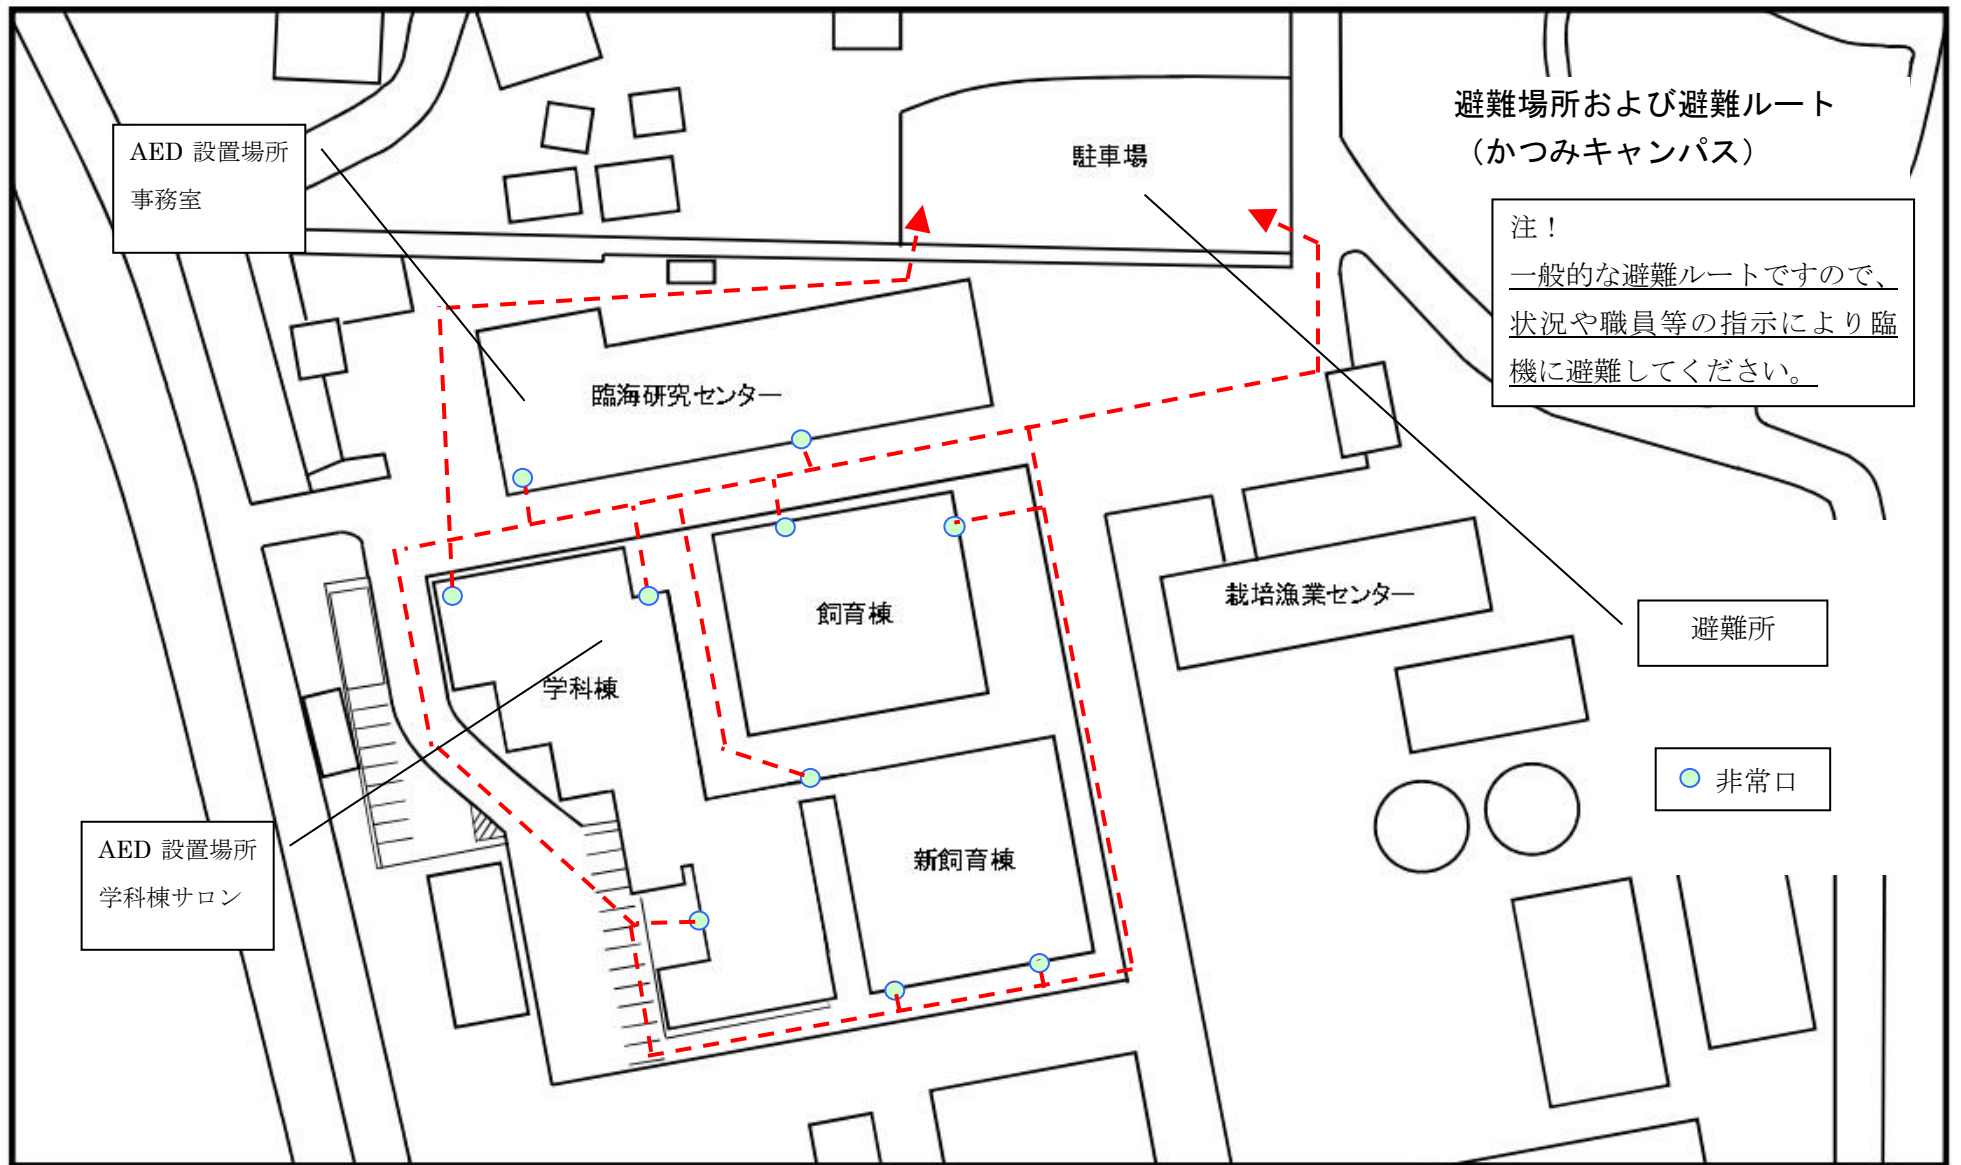 避難場所および避難ルート
（かつみキャンパス）
AED 設置場所
事務室
駐車場
注！
一般的な避難ルートですので、
状況や職員等の指示により臨
機に避難してください。
臨海研究センター
栽培漁業センター
飼育棟
避難所
学科棟
非常口
AED 設置場所
学科棟サロン
新飼育棟